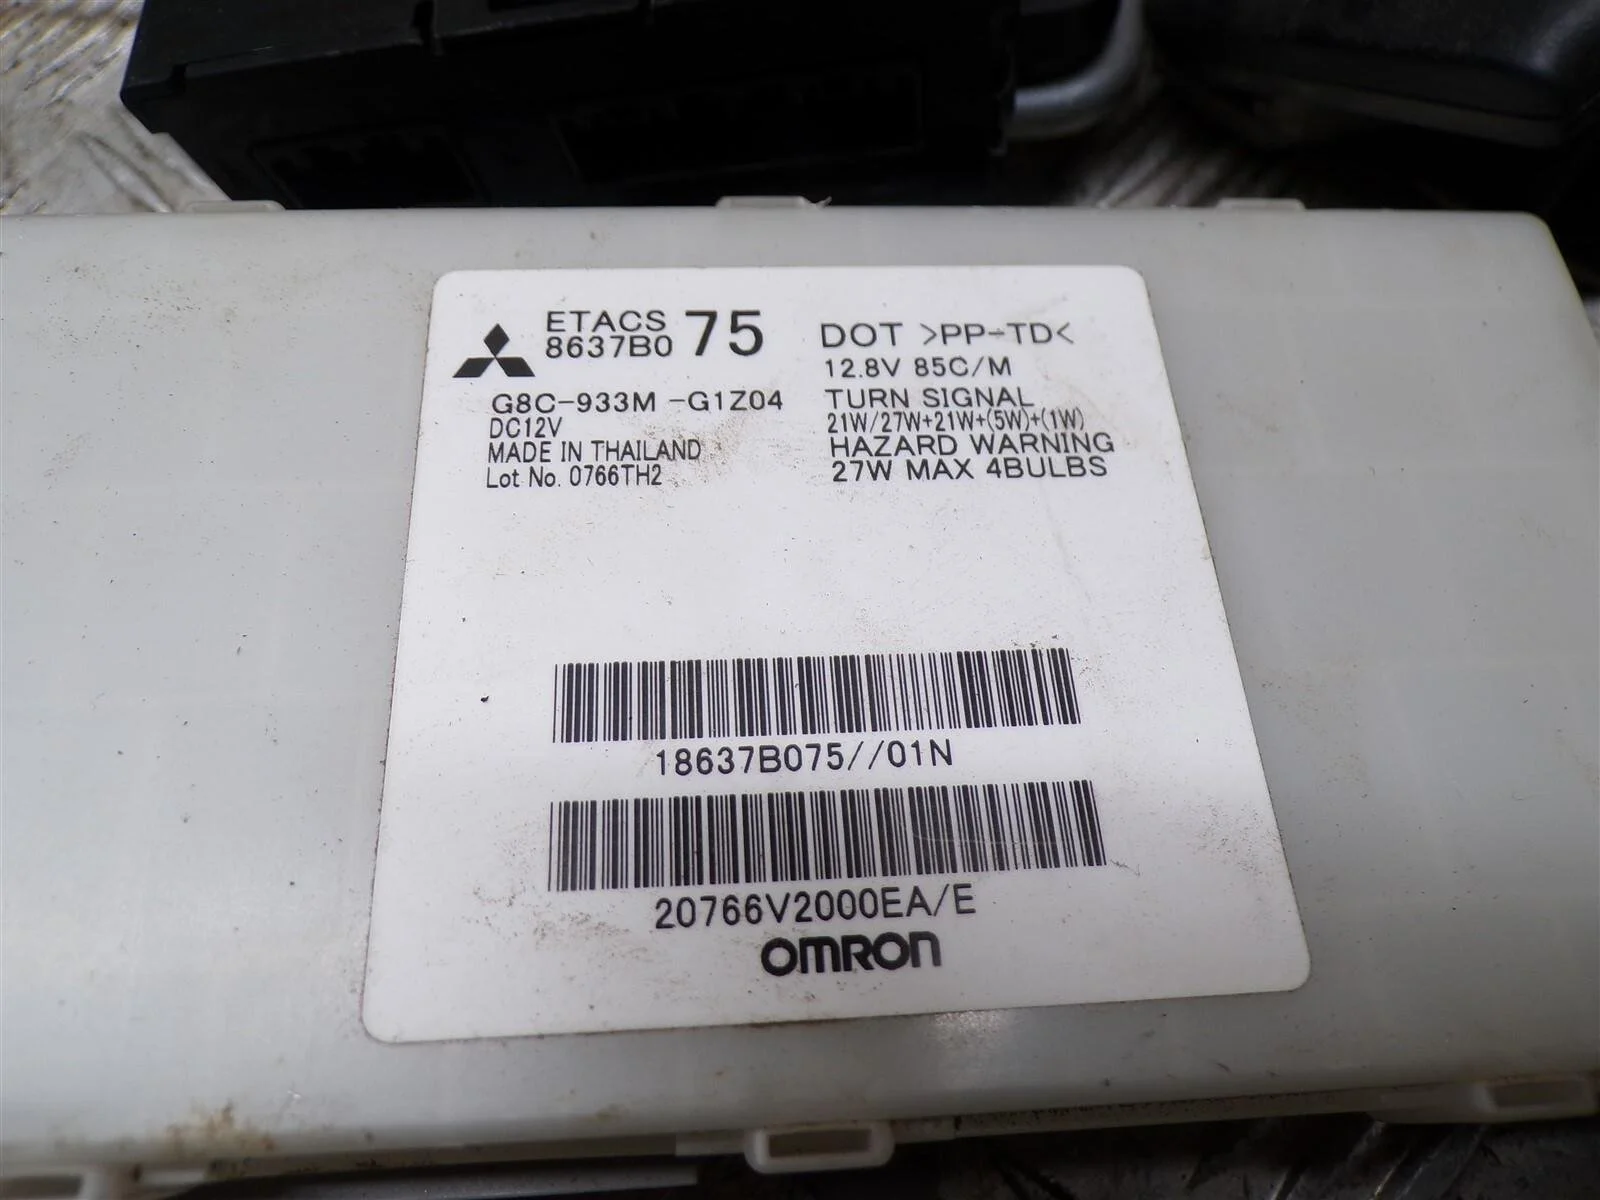 ETACS
8637B0 75
G8C-933M -G1Z04
DC12V
MADE IN THAILAND
Lot No. 0766TH2
DOT >PP-TD<
12.8V 85C/M
TURN SIGNAL
21W/27W+21W+(5W)+(1W)
HAZARD WARNING
27W MAX 4BULBS
18637B075//01N
20766V2000EA/E
OMRON